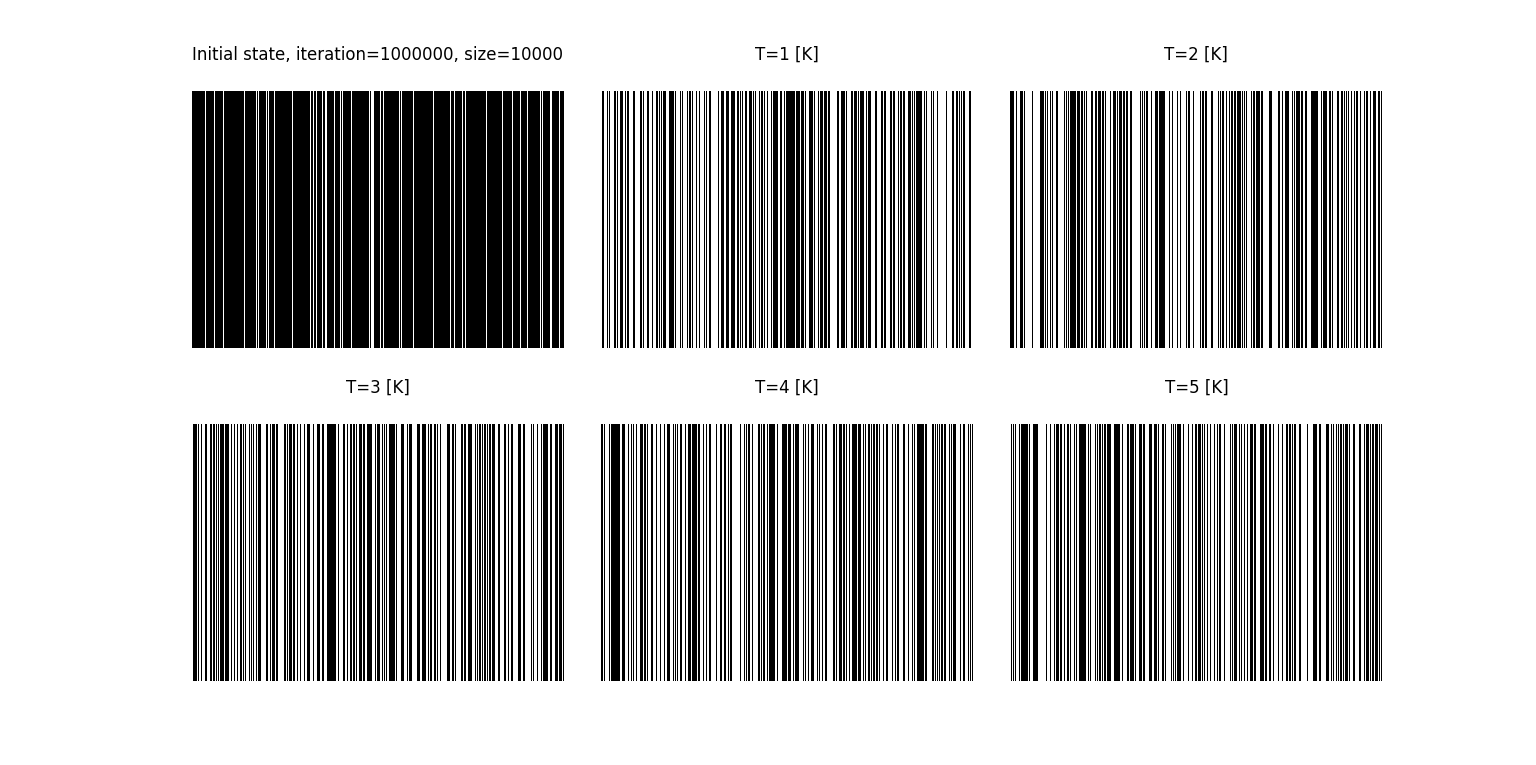 Initial state, iteration=1000000, size=10000
T=1 [K]
T=2 [K]
T=3 [K]
T=4 [K]
T=5 [K]